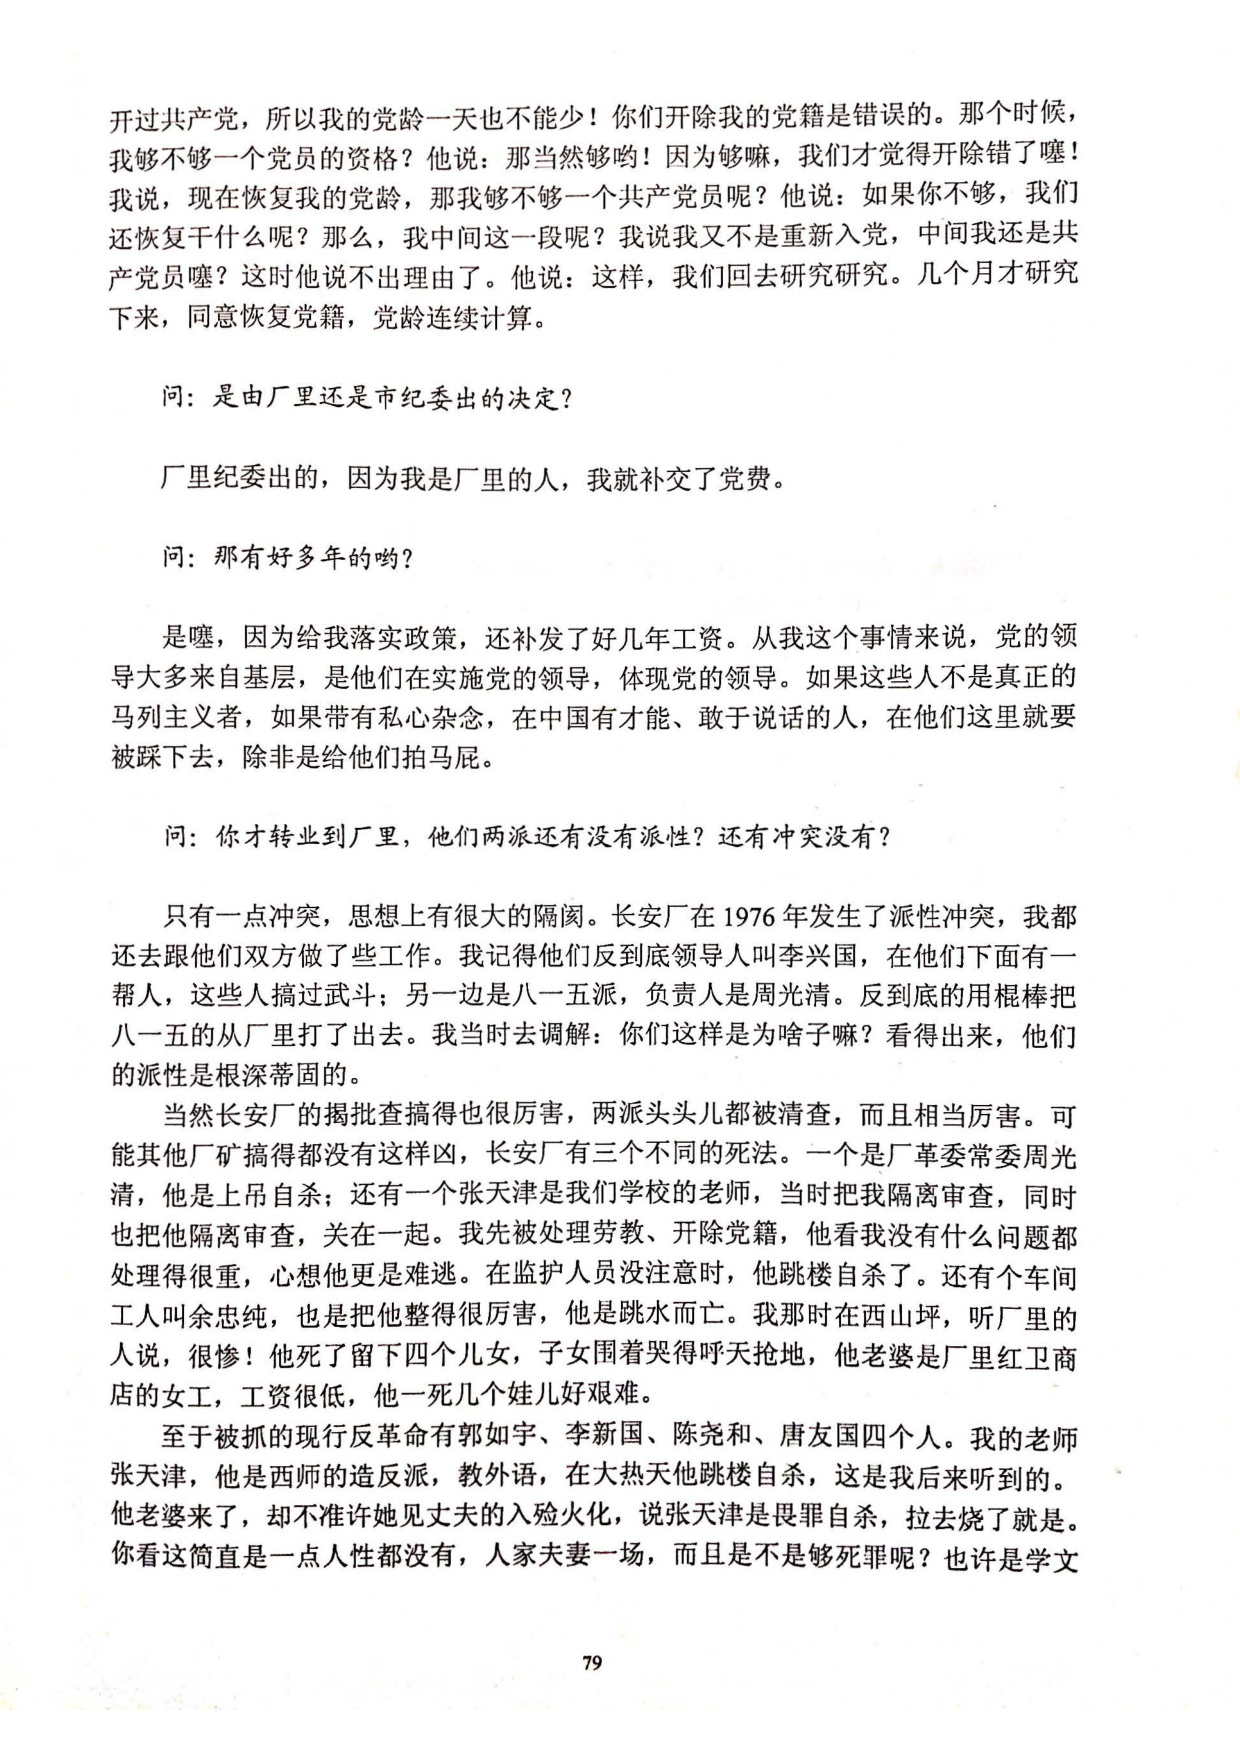 开过共产党，所以我的党龄一天也不能少！你们开除我的党籍是错误的。那个时候，
我够不够一个党员的资格？他说：那当然够哟！因为够嘛，我们才觉得开除错了噻！
我说，现在恢复我的党龄，那我够不够一个共产党员呢？他说：如果你不够，我们
还恢复干什么呢？那么，我中间这一段呢？我说我又不是重新入党，中间我还是共
产党员噻？这时他说不出理由了。他说：这样，我们回去研究研究。几个月才研究
下来，同意恢复党籍，党龄连续计算。
问：是由厂里还是市纪委出的决定？
厂里纪委出的，因为我是厂里的人，我就补交了党费。
问：那有好多年的哟？
是噻，因为给我落实政策，还补发了好几年工资。从我这个事情来说，党的领
导大多来自基层，是他们在实施党的领导，体现党的领导。如果这些人不是真正的
马列主义者，如果带有私心杂念，在中国有才能、敢于说话的人，在他们这里就要
被踩下去，除非是给他们拍马屁。
问：你才转业到厂里，他们两派还有没有派性？还有冲突没有？
只有一点冲突，思想上有很大的隔阂。长安厂在 1976 年发生了派性冲突，我都
还去跟他们双方做了些工作。我记得他们反到底领导人叫李兴国，在他们下面有一
帮人，这些人搞过武斗；另一边是八一五派，负责人是周光清。反到底的用棍棒把
八一五的从厂里打了出去。我当时去调解：你们这样是为啥子嘛？看得出来，他们
的派性是根深蒂固的。
当然长安厂的揭批查搞得也很厉害，两派头头儿都被清查，而且相当厉害。可
能其他厂矿搞得都没有这样凶，长安厂有三个不同的死法。一个是厂革委常委周光
清，他是上吊自杀；还有一个张天津是我们学校的老师，当时把我隔离审查，同时
也把他隔离审查，关在一起。我先被处理劳教、开除党籍，他看我没有什么问题都
处理得很重，心想他更是难逃。在监护人员没注意时，他跳楼自杀了。还有个车间
工人叫余忠纯，也是把他整得很厉害，他是跳水而亡。我那时在西山坪，听厂里的
人说，很惨！他死了留下四个儿女，子女围着哭得呼天抢地，他老婆是厂里红卫商
店的女工，工资很低，他一死几个娃儿好艰难。
至于被抓的现行反革命有郭如宇、李新国、陈尧和、唐友国四个人。我的老师
张天津，他是西师的造反派，教外语，在大热天他跳楼自杀，这是我后来听到的。
他老婆来了，却不准许她见丈夫的入殓火化，说张天津是畏罪自杀，拉去烧了就是。
你看这简直是一点人性都没有，人家夫妻一场，而且是不是够死罪呢？也许是学文
79